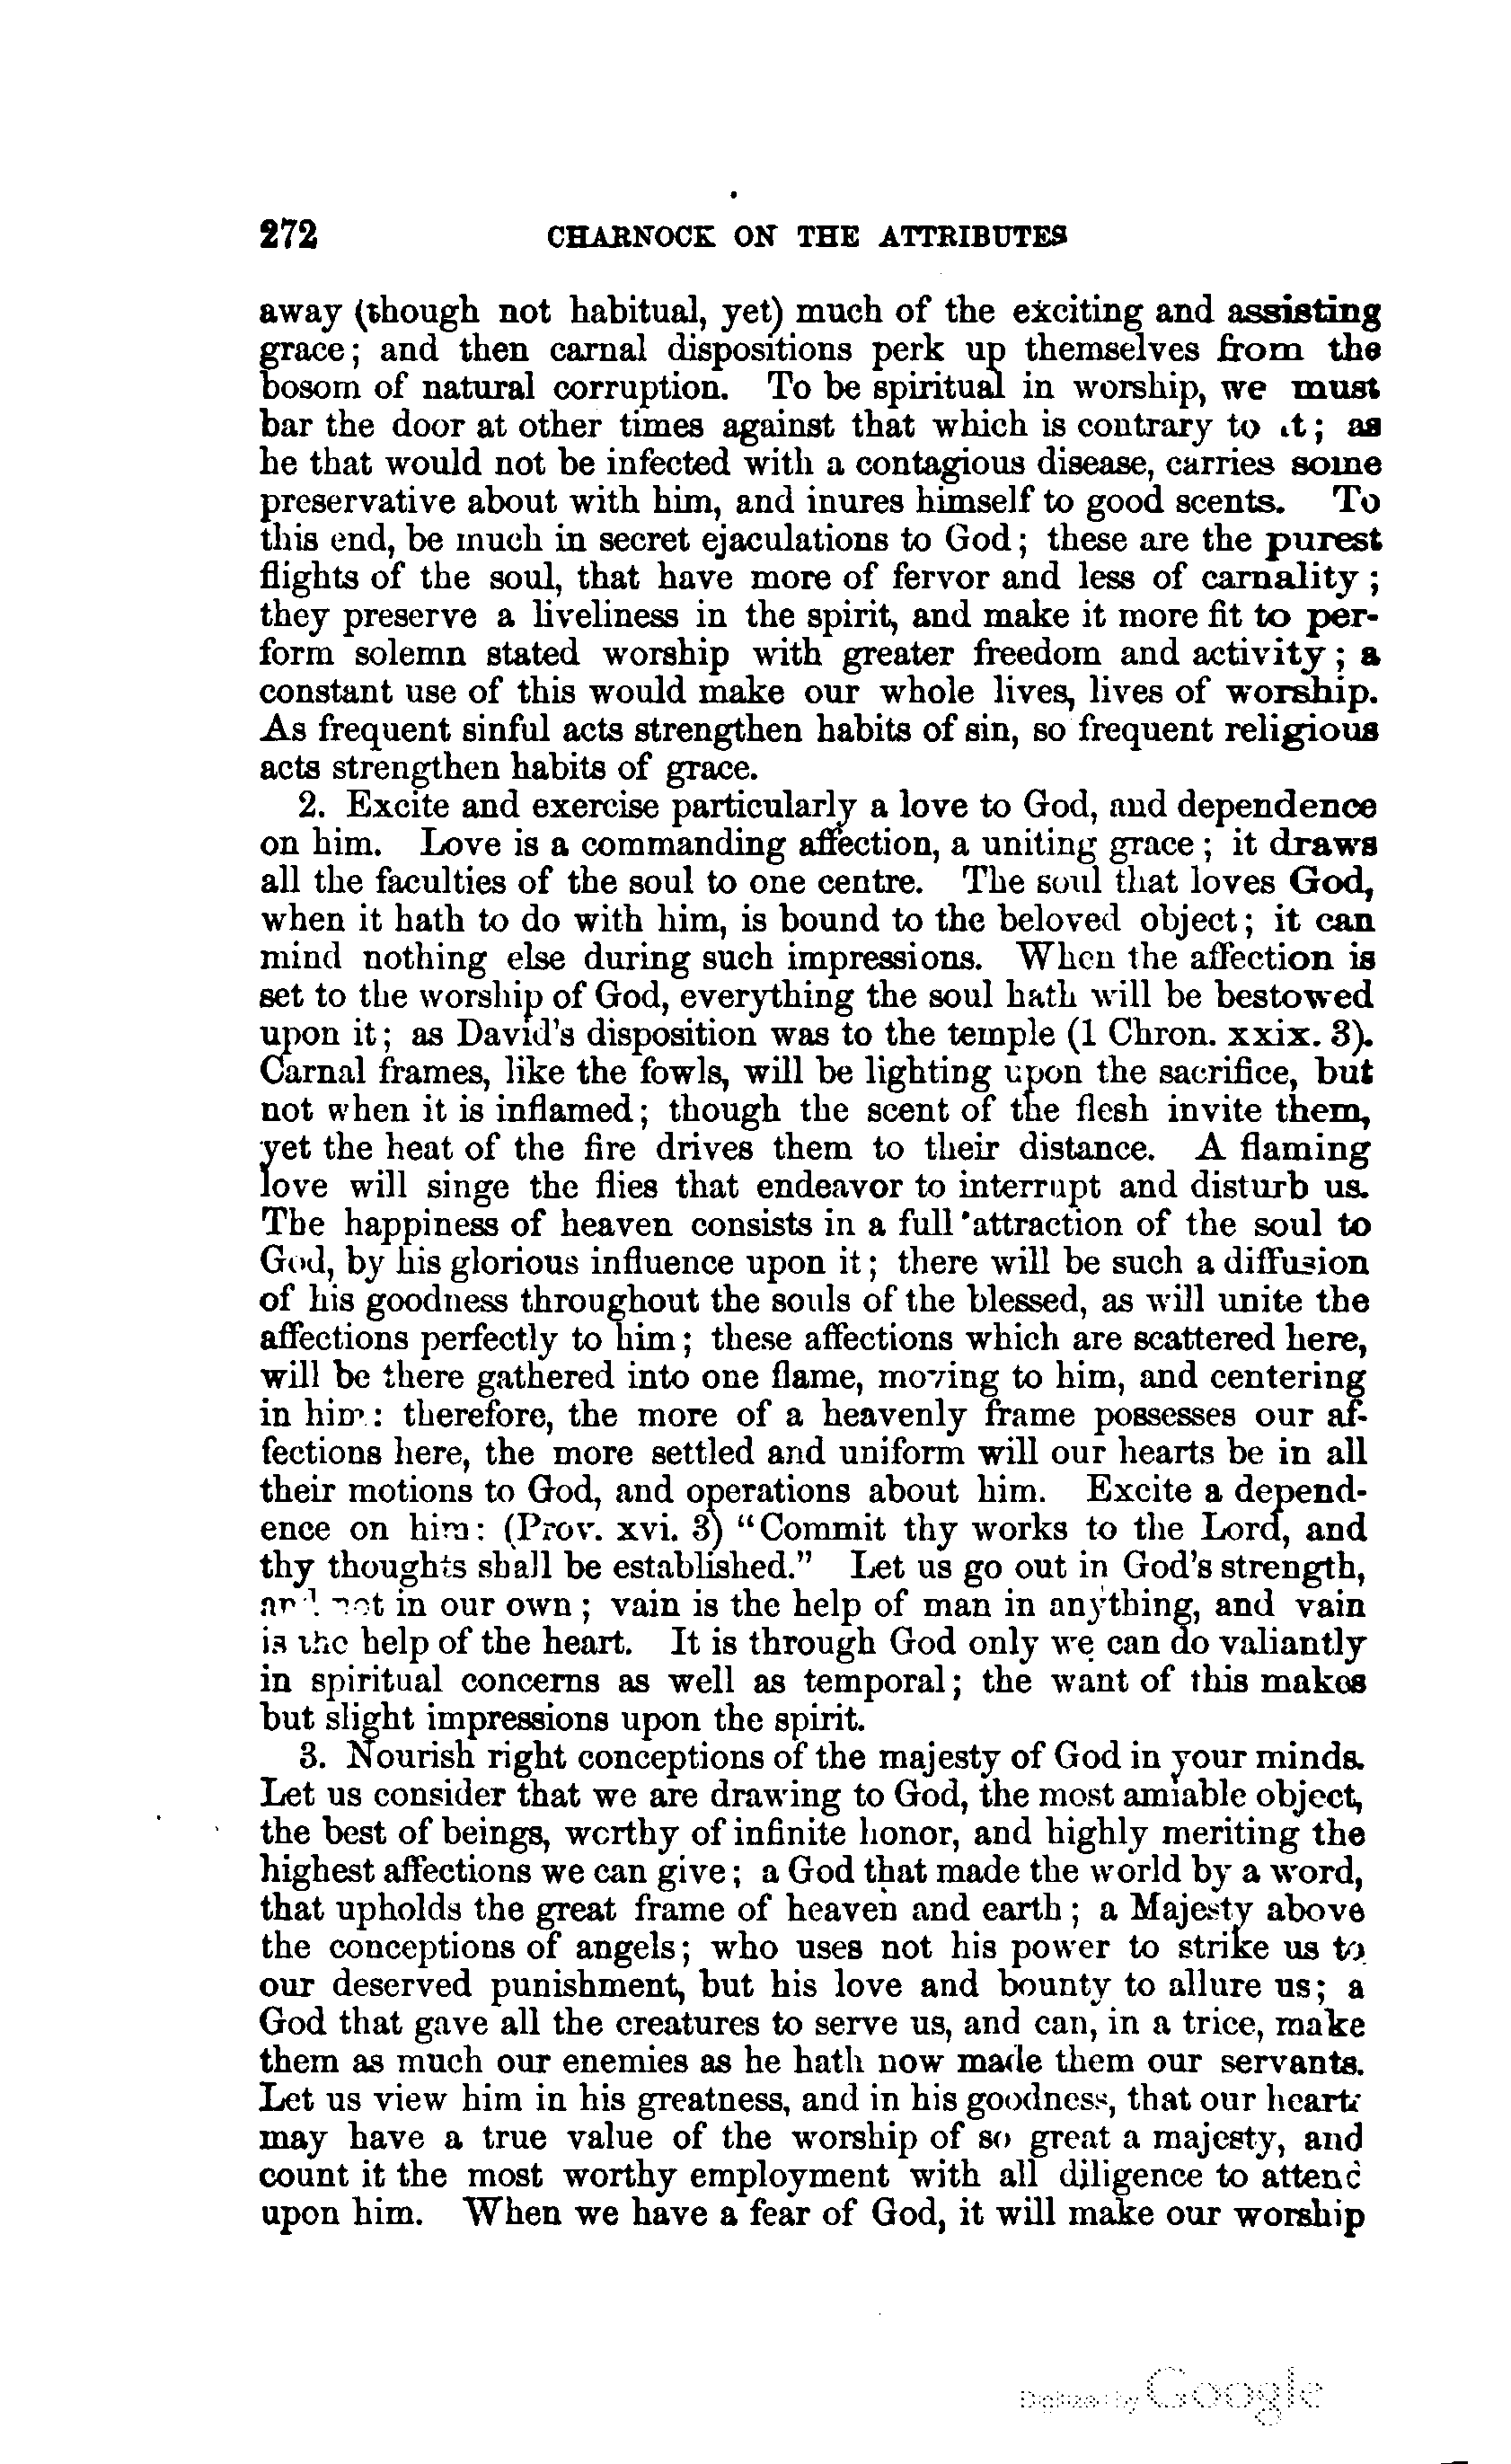 272 CHARNOCK ON THE ATTRIBUTES
away (though not habitual, yet) much of the exciting and assisting
grace; and then carnal dispositions perk up themselves from the
bosom of natural corruption. To be spiritual in worship, we must
bar the door at other times against that which is contrary to it; as
he that would not be infected with a contagious disease, carries some
preservative about with him, and inures himself to good scents. To
this end, be much in secret ejaculations to God; these are the purest
flights of the soul, that have more of fervor and less of carnality;
they preserve a liveliness in the spirit, and make it more fit to per-
form solemn stated worship with greater freedom and activity; a
constant use of this would make our whole lives, lives of worship.
As frequent sinful acts strengthen habits of sin, so frequent religious
acts strengthen habits of grace.
2. Excite and exercise particularly a love to God, and dependence
on him. Love is a commanding affection, a uniting grace; it draws
all the faculties of the soul to one centre. The soul that loves God,
when it hath to do with him, is bound to the beloved object; it can
mind nothing else during such impressions. When the affection is
set to the worship of God, everything the soul hath will be bestowed
upon it; as David's disposition was to the temple (1 Chron. xxix. 3).
Carnal frames, like the fowls, will be lighting upon the sacrifice, but
not when it is inflamed; though the scent of the flesh invite them,
yet the heat of the fire drives them to their distance. A flaming
love will singe the flies that endeavor to interrupt and disturb us.
The happiness of heaven consists in a full attraction of the soul to
God, by his glorious influence upon it; there will be such a diffusion
of his goodness throughout the souls of the blessed, as will unite the
affections perfectly to him; these affections which are scattered here,
will be there gathered into one flame, moving to him, and centering
in him: therefore, the more of a heavenly frame possesses our af-
fections here, the more settled and uniform will our hearts be in all
their motions to God, and operations about him. Excite a depend-
ence on him: (Prov. xvi. 3) "Commit thy works to the Lord, and
thy thoughts shall be established." Let us go out in God's strength,
and not in our own; vain is the help of man in anything, and vain
is the help of the heart. It is through God only we can do valiantly
in spiritual concerns as well as temporal; the want of this makes
but slight impressions upon the spirit.
3. Nourish right conceptions of the majesty of God in your minds.
Let us consider that we are drawing to God, the most amiable object,
the best of beings, worthy of infinite honor, and highly meriting the
highest affections we can give; a God that made the world by a word,
that upholds the great frame of heaven and earth; a Majesty above
the conceptions of angels; who uses not his power to strike us to
our deserved punishment, but his love and bounty to allure us; a
God that gave all the creatures to serve us, and can, in a trice, make
them as much our enemies as he hath now made them our servants.
Let us view him in his greatness, and in his goodness, that our hearts
may have a true value of the worship of so great a majesty, and
count it the most worthy employment with all diligence to attend
upon him. When we have a fear of God, it will make our worship
Digitized by Google